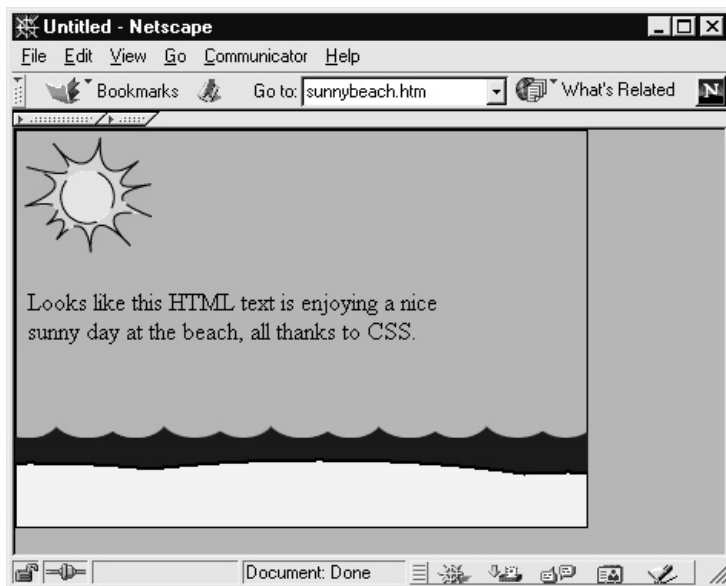 Untitled - Netscape
File Edit View Go Communicator Help
Bookmarks Go to: sunnybeach.htm What's Related N
Looks like this HTML text is enjoying a nice
sunny day at the beach, all thanks to CSS.
Document: Done